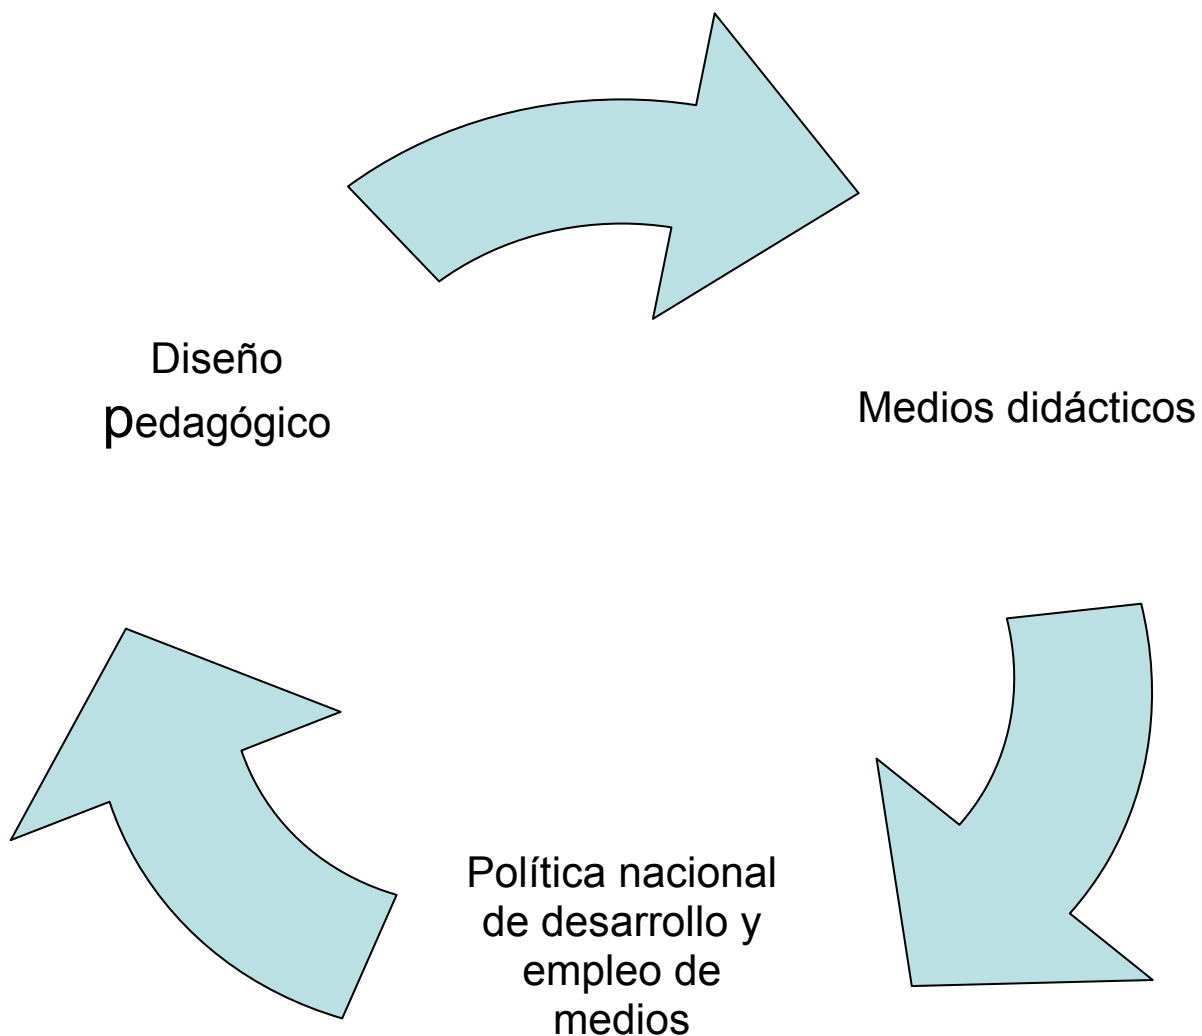 Diseño
pedagógico
Medios didácticos
Política nacional
de desarrollo y
empleo de
medios